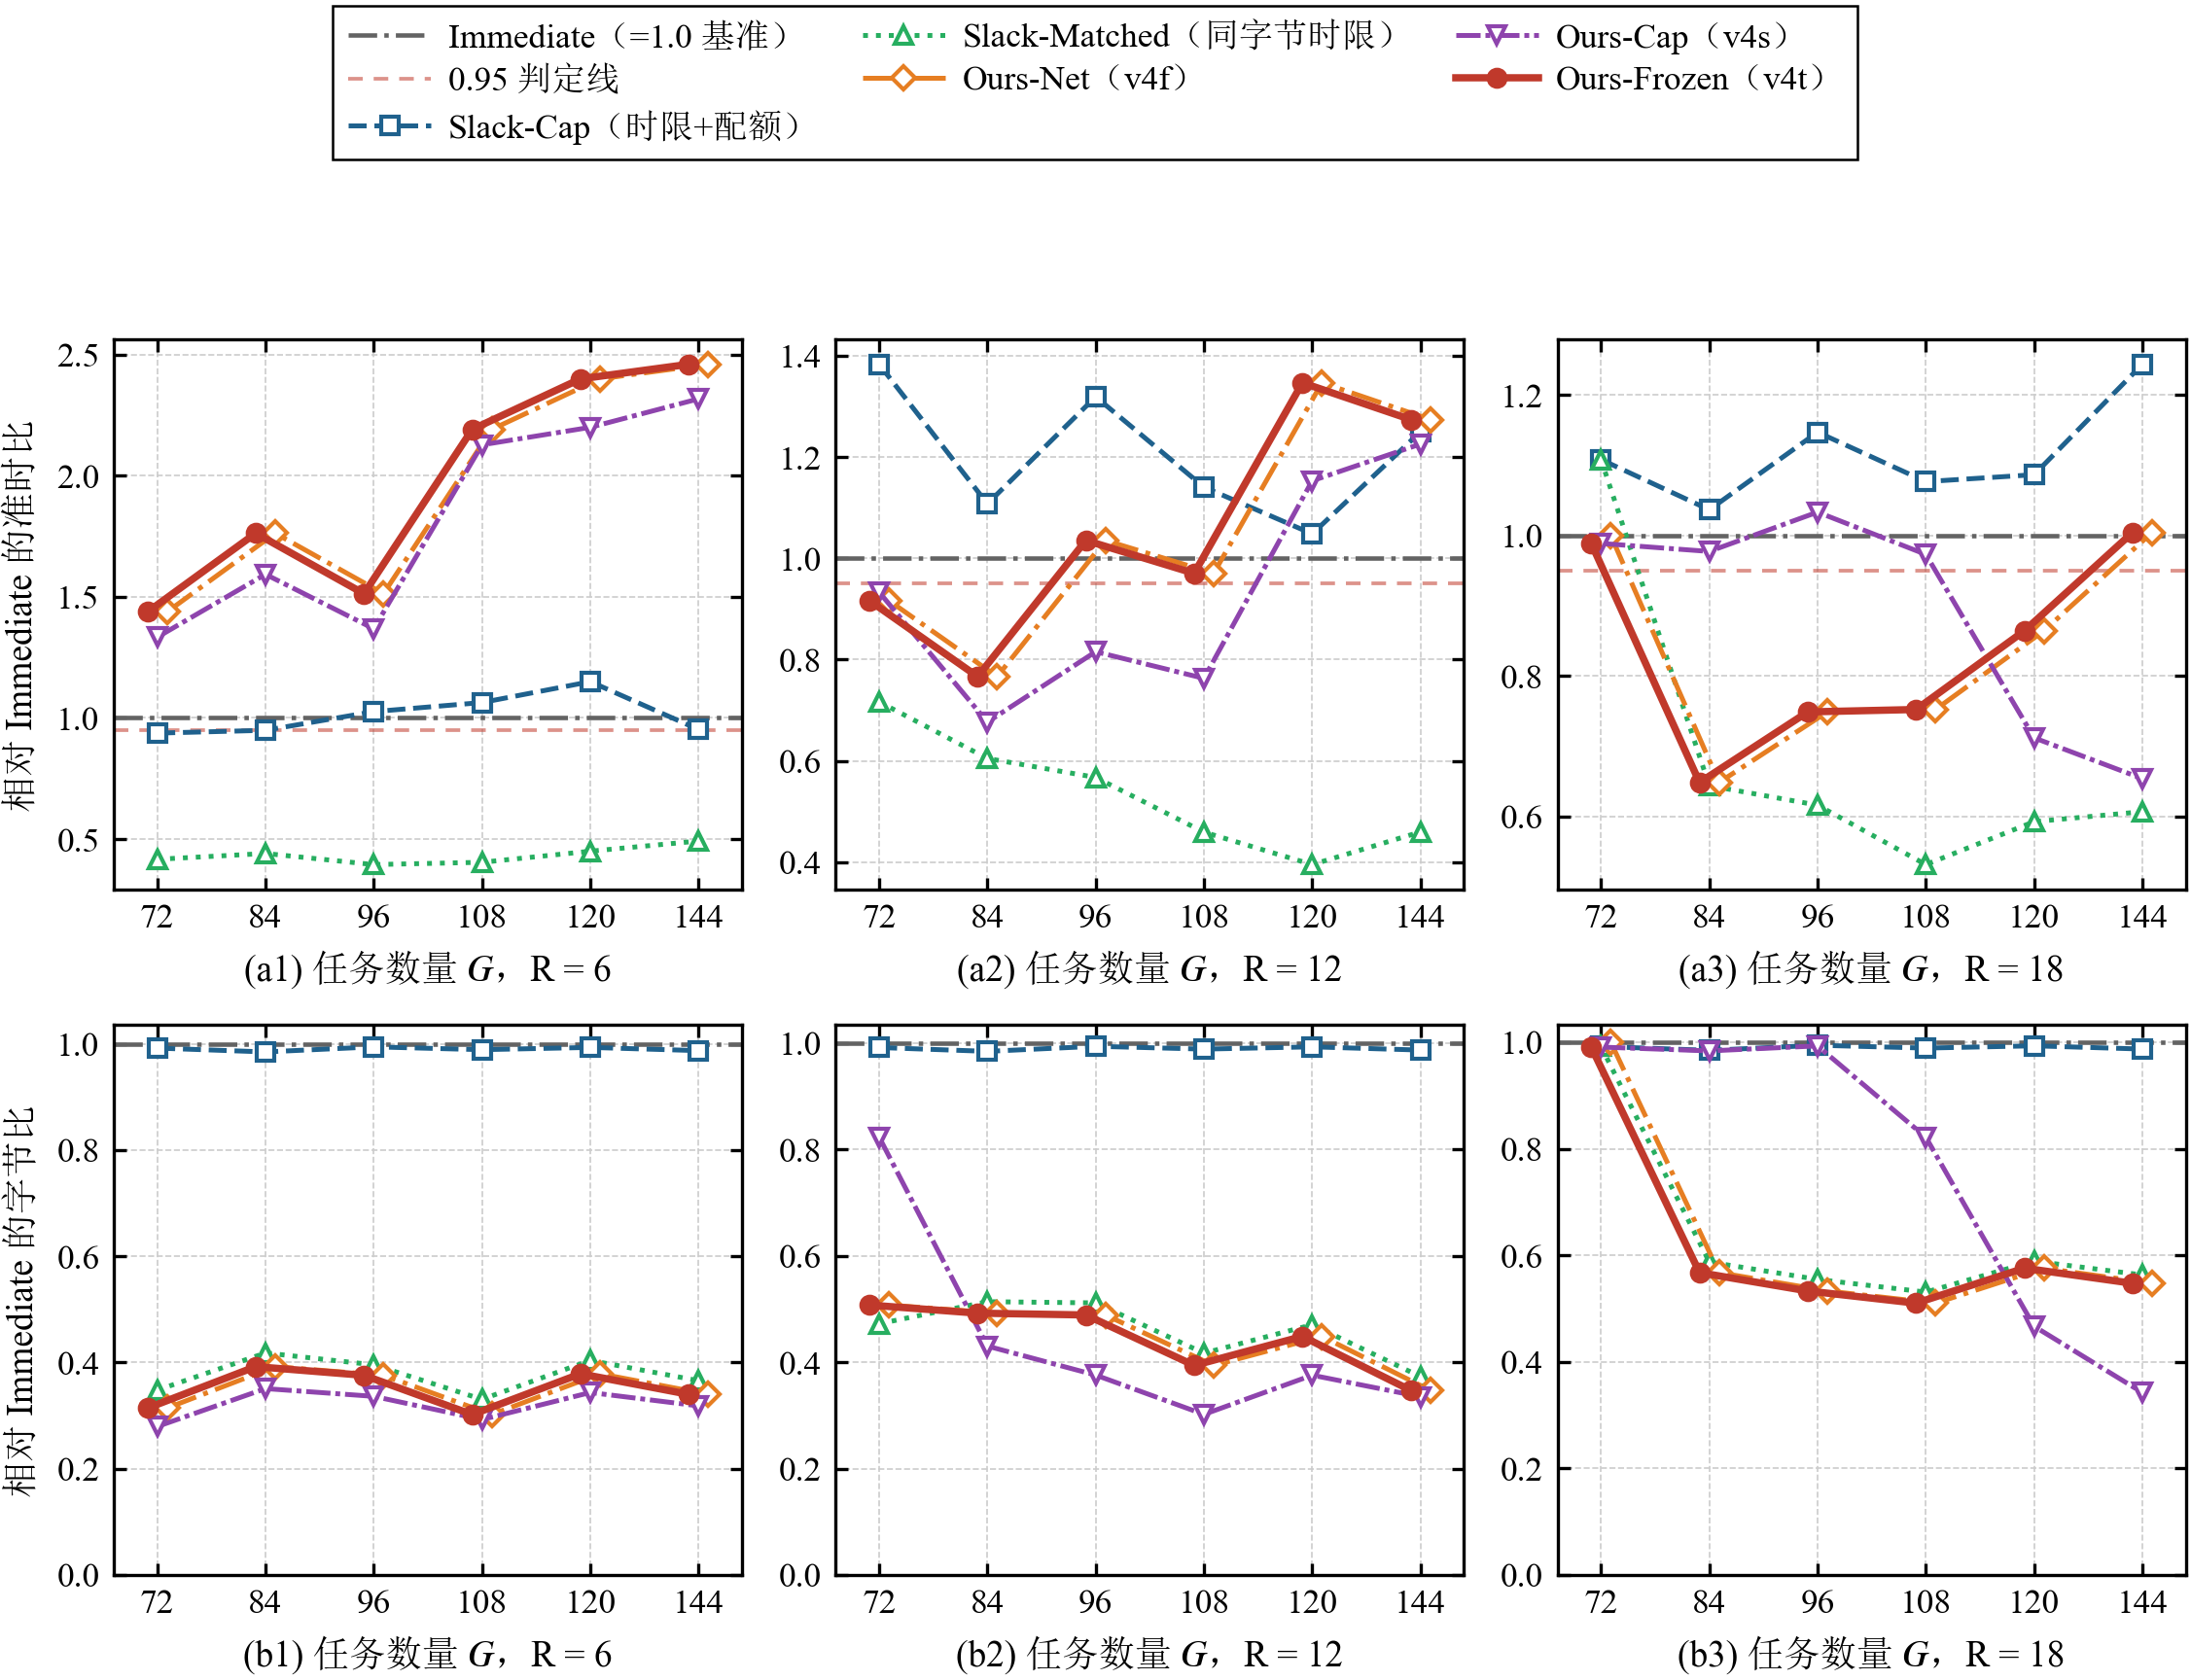 Immediate（=1.0 基准）
0.95 判定线
Slack-Cap（时限+配额）
Slack-Matched（同字节时限）
Ours-Net（v4f）
Ours-Cap（v4s）
Ours-Frozen（v4t）
相对 Immediate 的准时比
2.5
2.0
1.5
1.0
0.5
72 84 96 108 120 144
(a1) 任务数量 G，R = 6
1.4
1.2
1.0
0.8
0.6
0.4
72 84 96 108 120 144
(a2) 任务数量 G，R = 12
1.2
1.0
0.8
0.6
72 84 96 108 120 144
(a3) 任务数量 G，R = 18
相对 Immediate 的字节比
1.0
0.8
0.6
0.4
0.2
0.0
72 84 96 108 120 144
(b1) 任务数量 G，R = 6
1.0
0.8
0.6
0.4
0.2
0.0
72 84 96 108 120 144
(b2) 任务数量 G，R = 12
1.0
0.8
0.6
0.4
0.2
0.0
72 84 96 108 120 144
(b3) 任务数量 G，R = 18